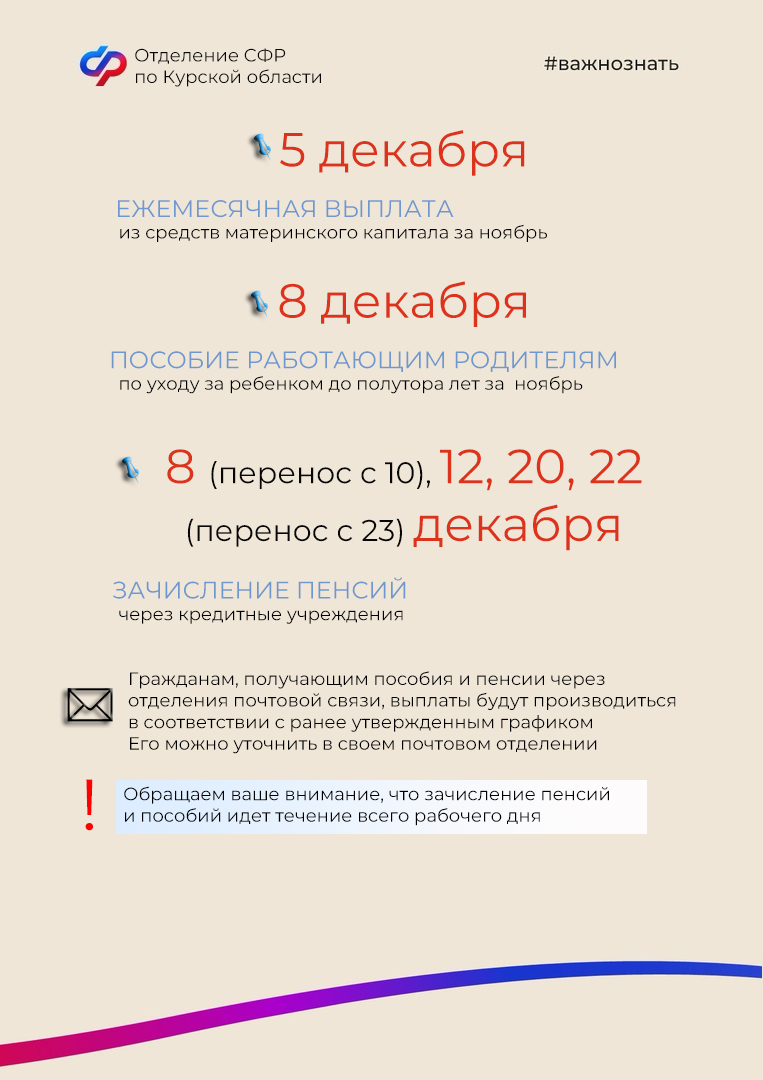 Отделение СФР
по Курской области
#важнознать
5 декабря
ЕЖЕМЕСЯЧНАЯ ВЫПЛАТА
из средств материнского капитала за ноябрь
8 декабря
ПОСОБИЕ РАБОТАЮЩИМ РОДИТЕЛЯМ
по уходу за ребенком до полутора лет за ноябрь
8 (перенос с 10), 12, 20, 22
(перенос с 23) декабря
ЗАЧИСЛЕНИЕ ПЕНСИЙ
через кредитные учреждения
Гражданам, получающим пособия и пенсии через
отделения почтовой связи, выплаты будут производиться
в соответствии с ранее утвержденным графиком
Его можно уточнить в своем почтовом отделении
! Обращаем ваше внимание, что зачисление пенсий
и пособий идет течение всего рабочего дня